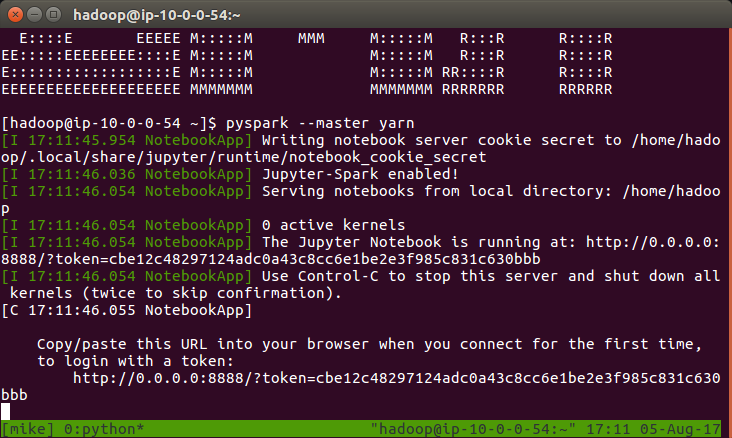 hadoop@ip-10-0-0-54:~
E::::E       EEEEE M:::::M     MMM     M:::::M   R:::R      R::::R
EE:::::EEEEEEEE::::E M:::::M             M:::::M   R:::R      R::::R
E::::::::::::::::::E M:::::M             M:::::M RR::::R      R::::R
EEEEEEEEEEEEEEEEEEEE MMMMMMM             MMMMMMM RRRRRRR      RRRRRR
[hadoop@ip-10-0-0-54 ~]$ pyspark --master yarn
[I 17:11:45.954 NotebookApp] Writing notebook server cookie secret to /home/hado
op/.local/share/jupyter/runtime/notebook_cookie_secret
[I 17:11:46.036 NotebookApp] Jupyter-Spark enabled!
[I 17:11:46.054 NotebookApp] Serving notebooks from local directory: /home/hadoo
p
[I 17:11:46.054 NotebookApp] 0 active kernels
[I 17:11:46.054 NotebookApp] The Jupyter Notebook is running at: http://0.0.0.0:
8888/?token=cbe12c48297124adc0a43c8cc6e1be2e3f985c831c630bbb
[I 17:11:46.054 NotebookApp] Use Control-C to stop this server and shut down all
kernels (twice to skip confirmation).
[C 17:11:46.055 NotebookApp]
Copy/paste this URL into your browser when you connect for the first time,
to login with a token:
http://0.0.0.0:8888/?token=cbe12c48297124adc0a43c8cc6e1be2e3f985c831c630
bbb
[mike] 0:python* "hadoop@ip-10-0-0-54:~" 17:11 05-Aug-17